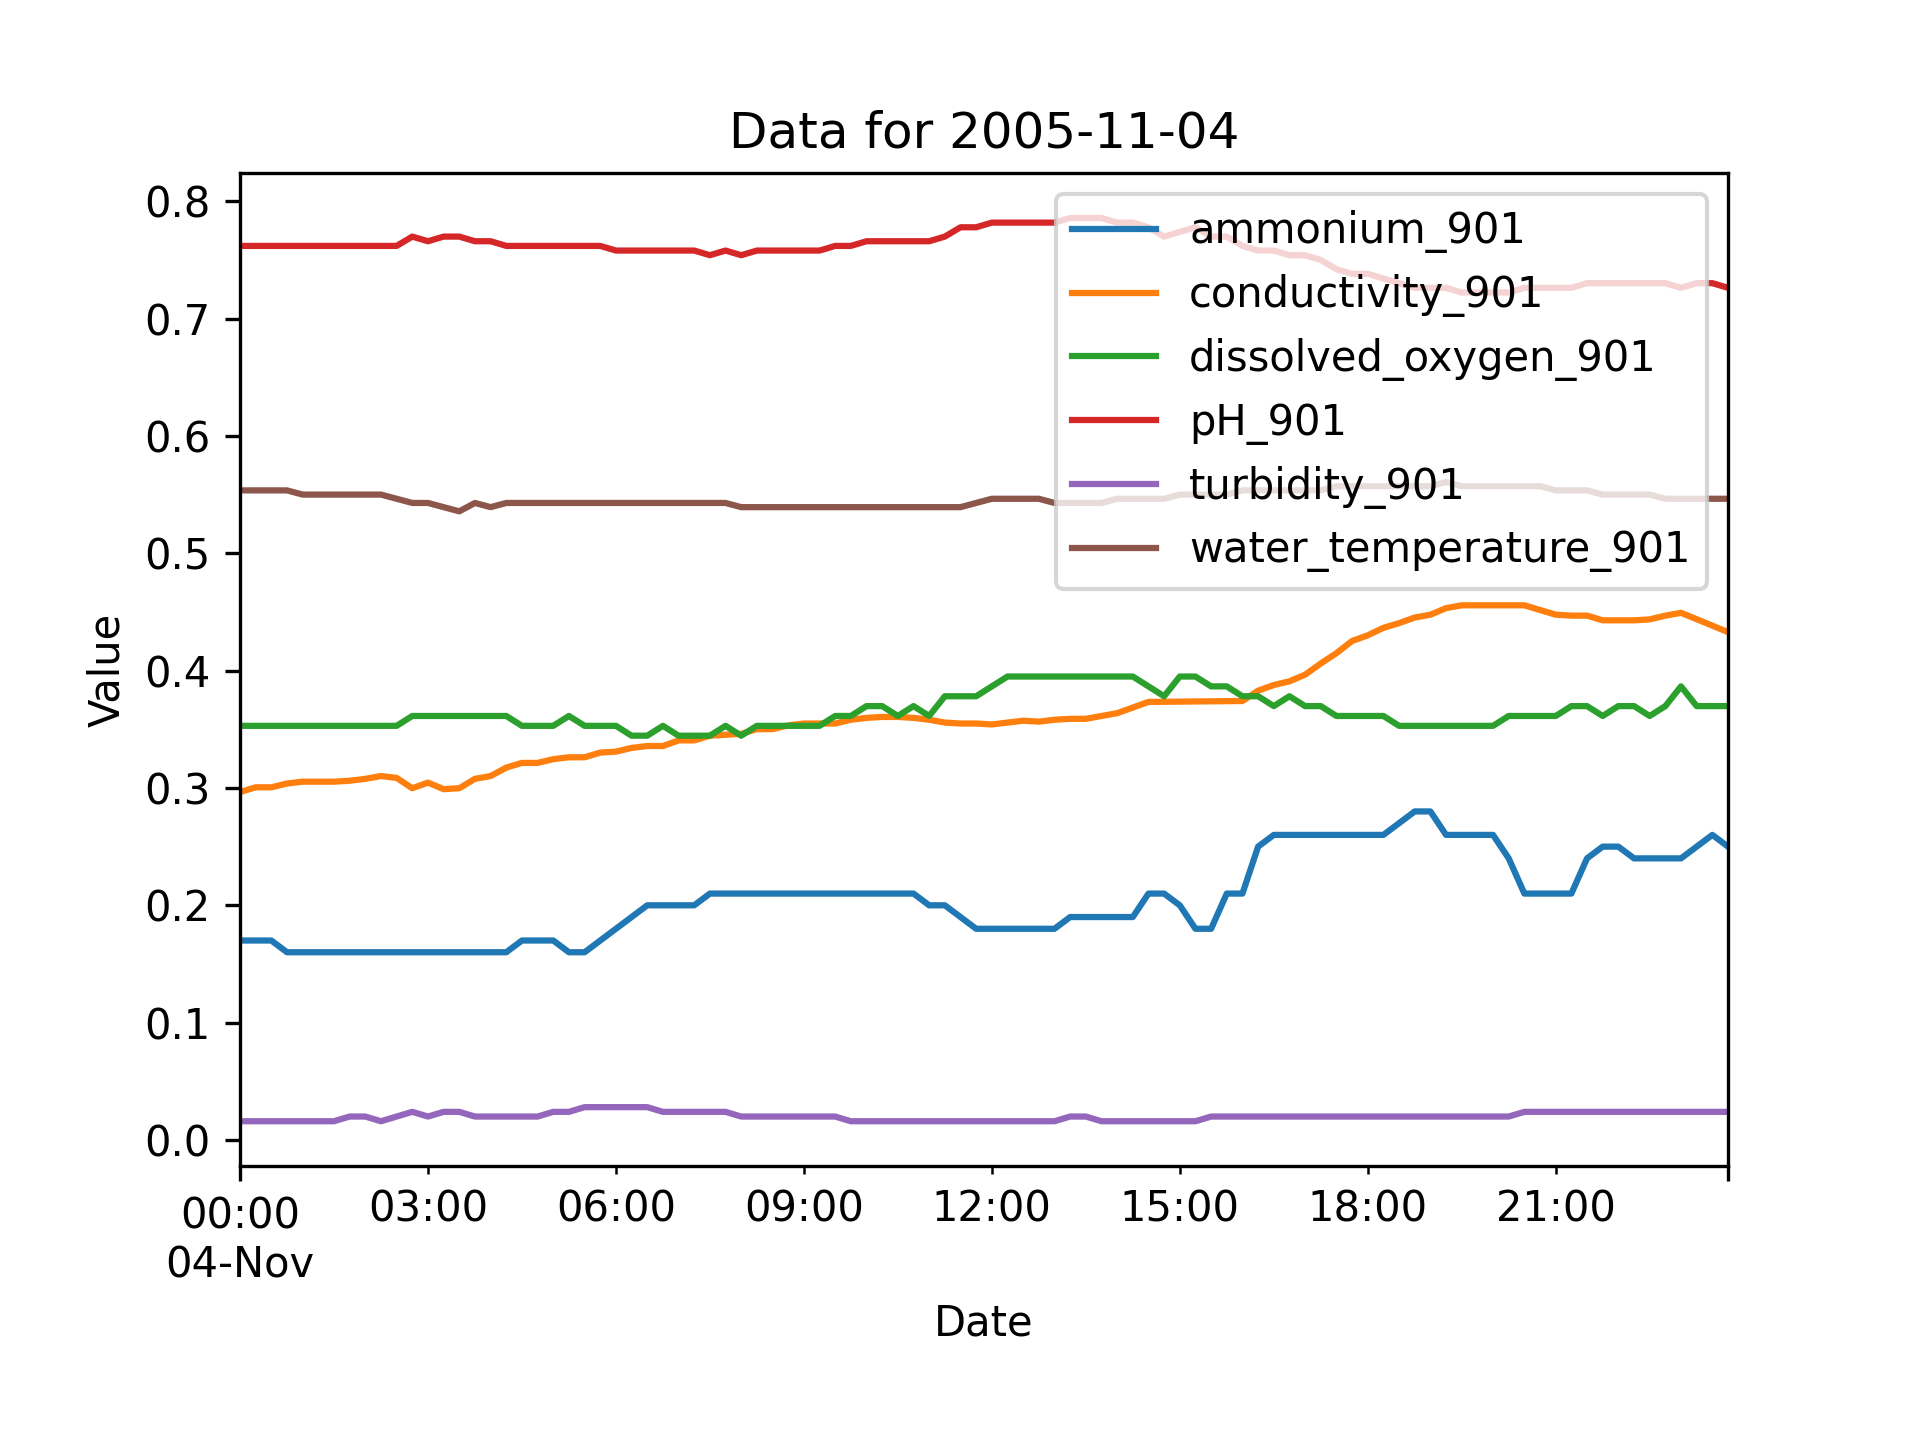 Data for 2005-11-04
0.8
0.7
0.6
0.5
0.4
0.3
0.2
0.1
0.0
Value
ammonium_901
conductivity_901
dissolved_oxygen_901
pH_901
turbidity_901
water_temperature_901
00:00 03:00 06:00 09:00 12:00 15:00 18:00 21:00
04-Nov
Date